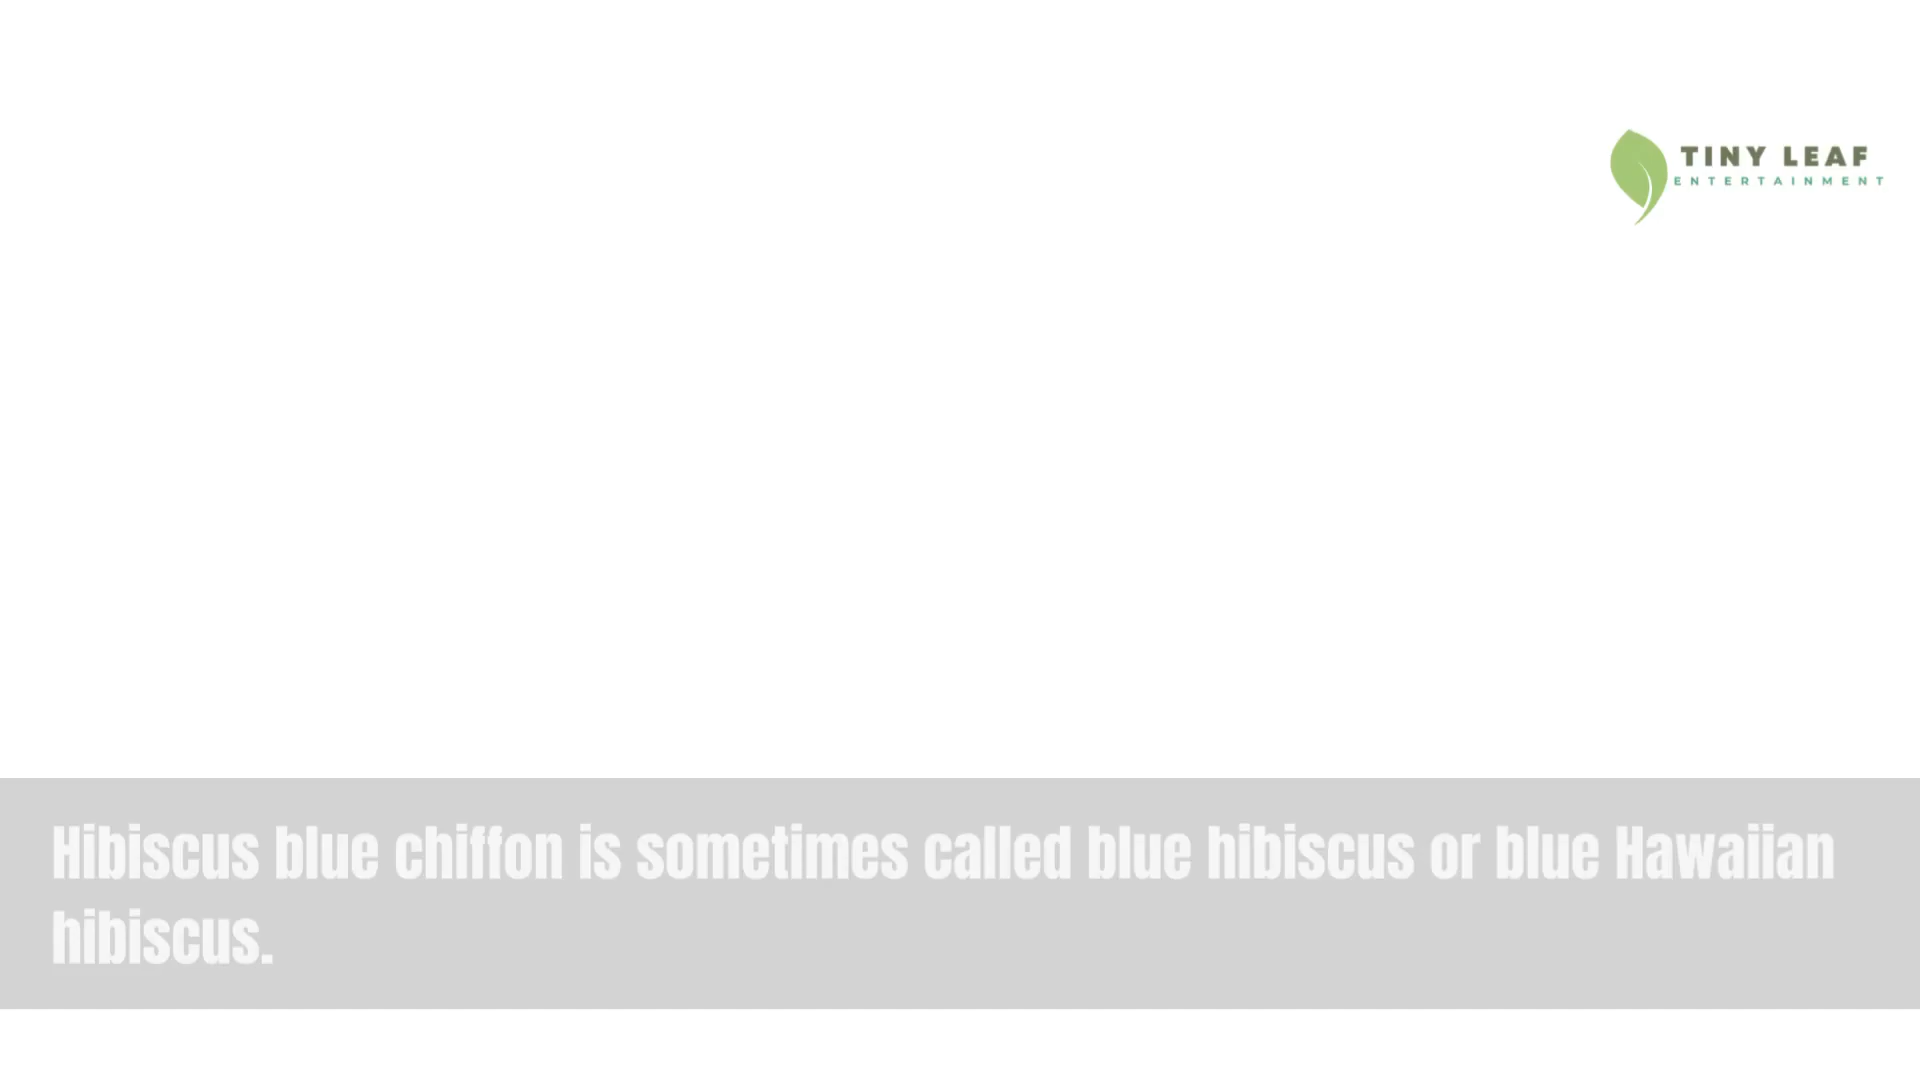 TINY LEAF
ENTERTAINMENT
Hibiscus blue chiffon is sometimes called blue hibiscus or blue Hawaiian
hibiscus.